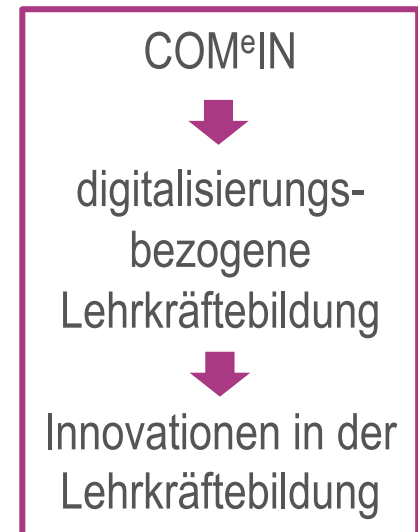 COMᵉIN
digitalisierungs-
bezogene
Lehrkräftebildung
Innovationen in der
Lehrkräftebildung